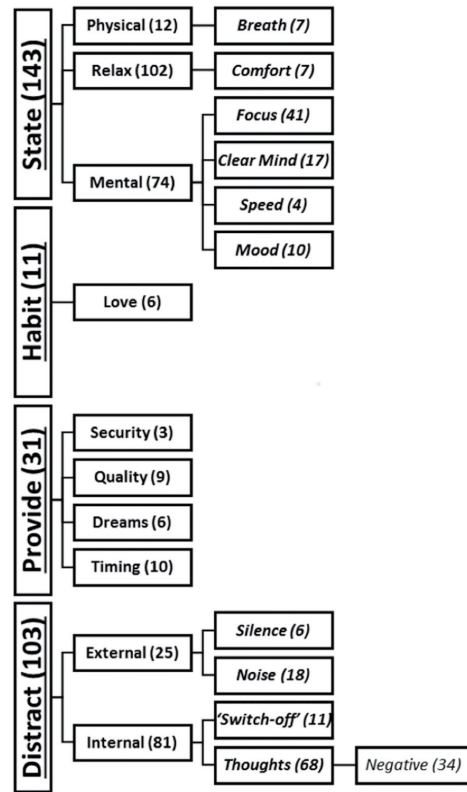 State (143)
Physical (12)
Breath (7)
Relax (102)
Comfort (7)
Mental (74)
Focus (41)
Clear Mind (17)
Speed (4)
Mood (10)
Habit (11)
Love (6)
Provide (31)
Security (3)
Quality (9)
Dreams (6)
Timing (10)
Distract (103)
External (25)
Silence (6)
Noise (18)
Internal (81)
‘Switch-off’ (11)
Thoughts (68)
Negative (34)